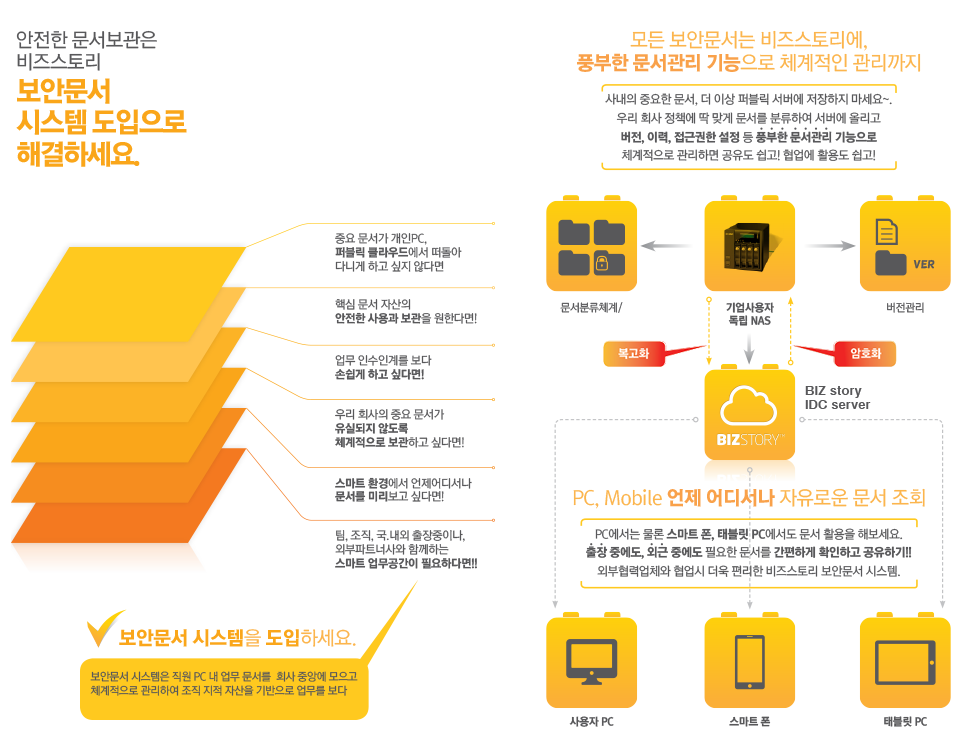 안전한 문서보관은
비즈스토리
보안문서
시스템 도입으로
해결하세요.
중요 문서가 개인PC,
퍼블릭 클라우드에서 떠돌아
다니게 하고 싶지 않다면
핵심 문서 자산의
안전한 사용과 보관을 원한다면!
업무 인수인계를 보다
손쉽게 하고 싶다면!
우리 회사의 중요 문서가
유실되지 않도록
체계적으로 보관하고 싶다면!
스마트 환경에서 언제어디서나
문서를 미리보고 싶다면!
팀, 조직, 국.내외 출장중이나,
외부파트너사와 함께하는
스마트 업무공간이 필요하다면!!
보안문서 시스템을 도입하세요.
보안문서 시스템은 직원 PC 내 업무 문서를 회사 중앙에 모으고
체계적으로 관리하여 조직 지적 자산을 기반으로 업무를 보다
모든 보안문서는 비즈스토리에,
풍부한 문서관리 기능으로 체계적인 관리까지
사내의 중요한 문서, 더 이상 퍼블릭 서버에 저장하지 마세요~.
우리 회사 정책에 딱 맞게 문서를 분류하여 서버에 올리고
버전, 이력, 접근권한 설정 등 풍부한 문서관리 기능으로
체계적으로 관리하면 공유도 쉽고! 협업에 활용도 쉽고!
VER
문서분류체계/
기업사용자
독립 NAS
버전관리
복고화
암호화
BIZ story
IDC server
BIZSTORY
PC, Mobile 언제 어디서나 자유로운 문서 조회
PC에서는 물론 스마트 폰, 태블릿 PC에서도 문서 활용을 해보세요.
출장 중에도, 외근 중에도 필요한 문서를 간편하게 확인하고 공유하기!!
외부협력업체와 협업시 더욱 편리한 비즈스토리 보안문서 시스템.
사용자 PC
스마트 폰
태블릿 PC